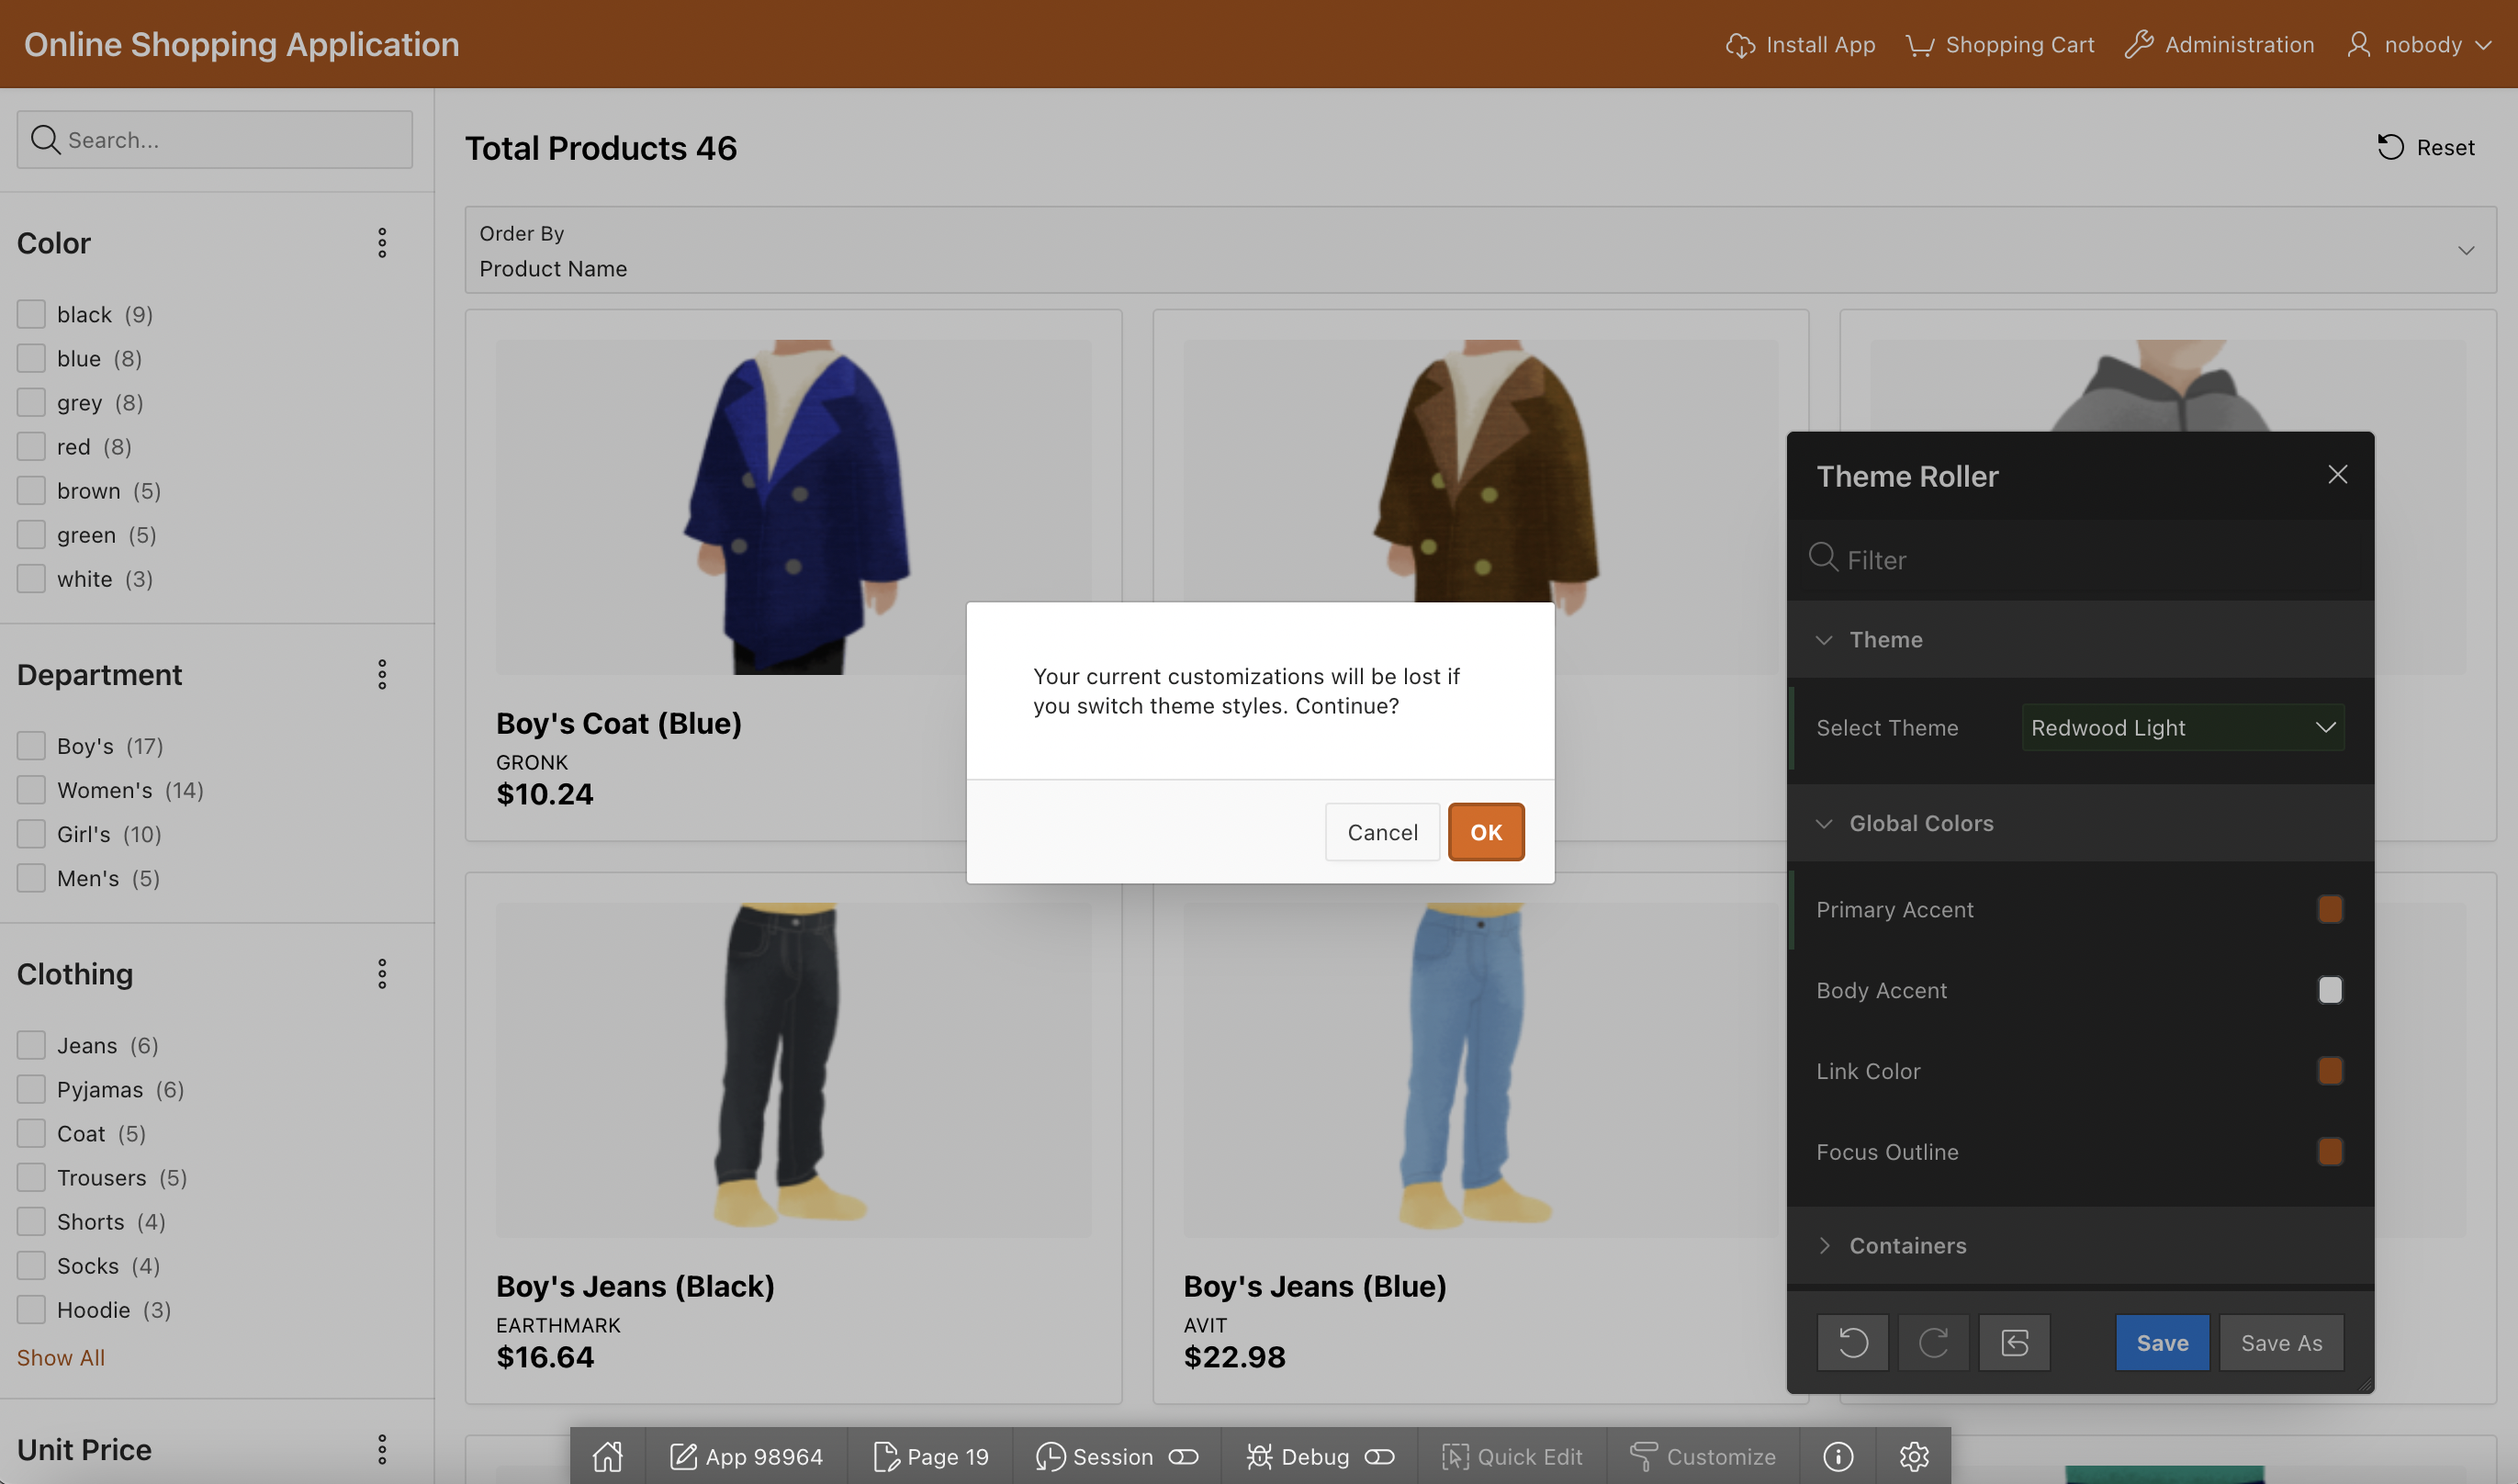 Online Shopping Application
Install App
Shopping Cart
Administration
nobody
Search...
Color
black (9)
blue (8)
grey (8)
red (8)
brown (5)
green (5)
white (3)
Department
Boy's (17)
Women's (14)
Girl's (10)
Men's (5)
Clothing
Jeans (6)
Pyjamas (6)
Coat (5)
Trousers (5)
Shorts (4)
Socks (4)
Hoodie (3)
Show All
Unit Price
Total Products 46
Reset
Order By
Product Name
Boy's Coat (Blue)
GRONK
$10.24
Boy's Jeans (Black)
EARTHMARK
$16.64
Boy's Jeans (Blue)
AVIT
$22.98
Your current customizations will be lost if
you switch theme styles. Continue?
Cancel
OK
Theme Roller
Filter
Theme
Select Theme
Redwood Light
Global Colors
Primary Accent
Body Accent
Link Color
Focus Outline
Containers
Save
Save As
App 98964
Page 19
Session
Debug
Quick Edit
Customize